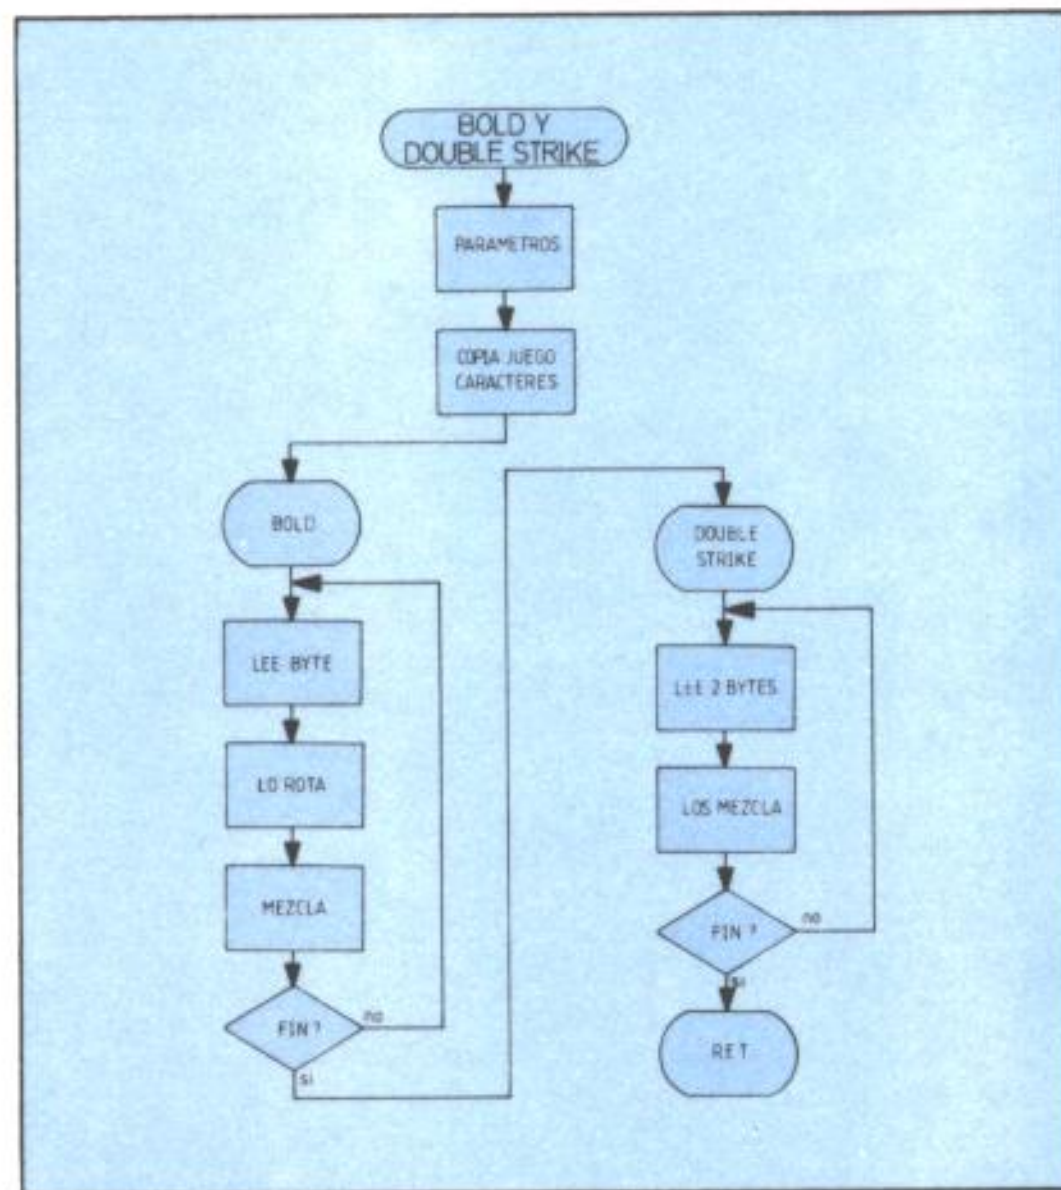 BOLD Y
DOUBLE STRIKE
PARAMETROS
COPIA JUEGO
CARACTERES
BOLD
LEE BYTE
LO ROTA
MEZCLA
FIN ?
no
si
DOUBLE
STRIKE
LEE 2 BYTES
LOS MEZCLA
FIN ?
no
si
RET